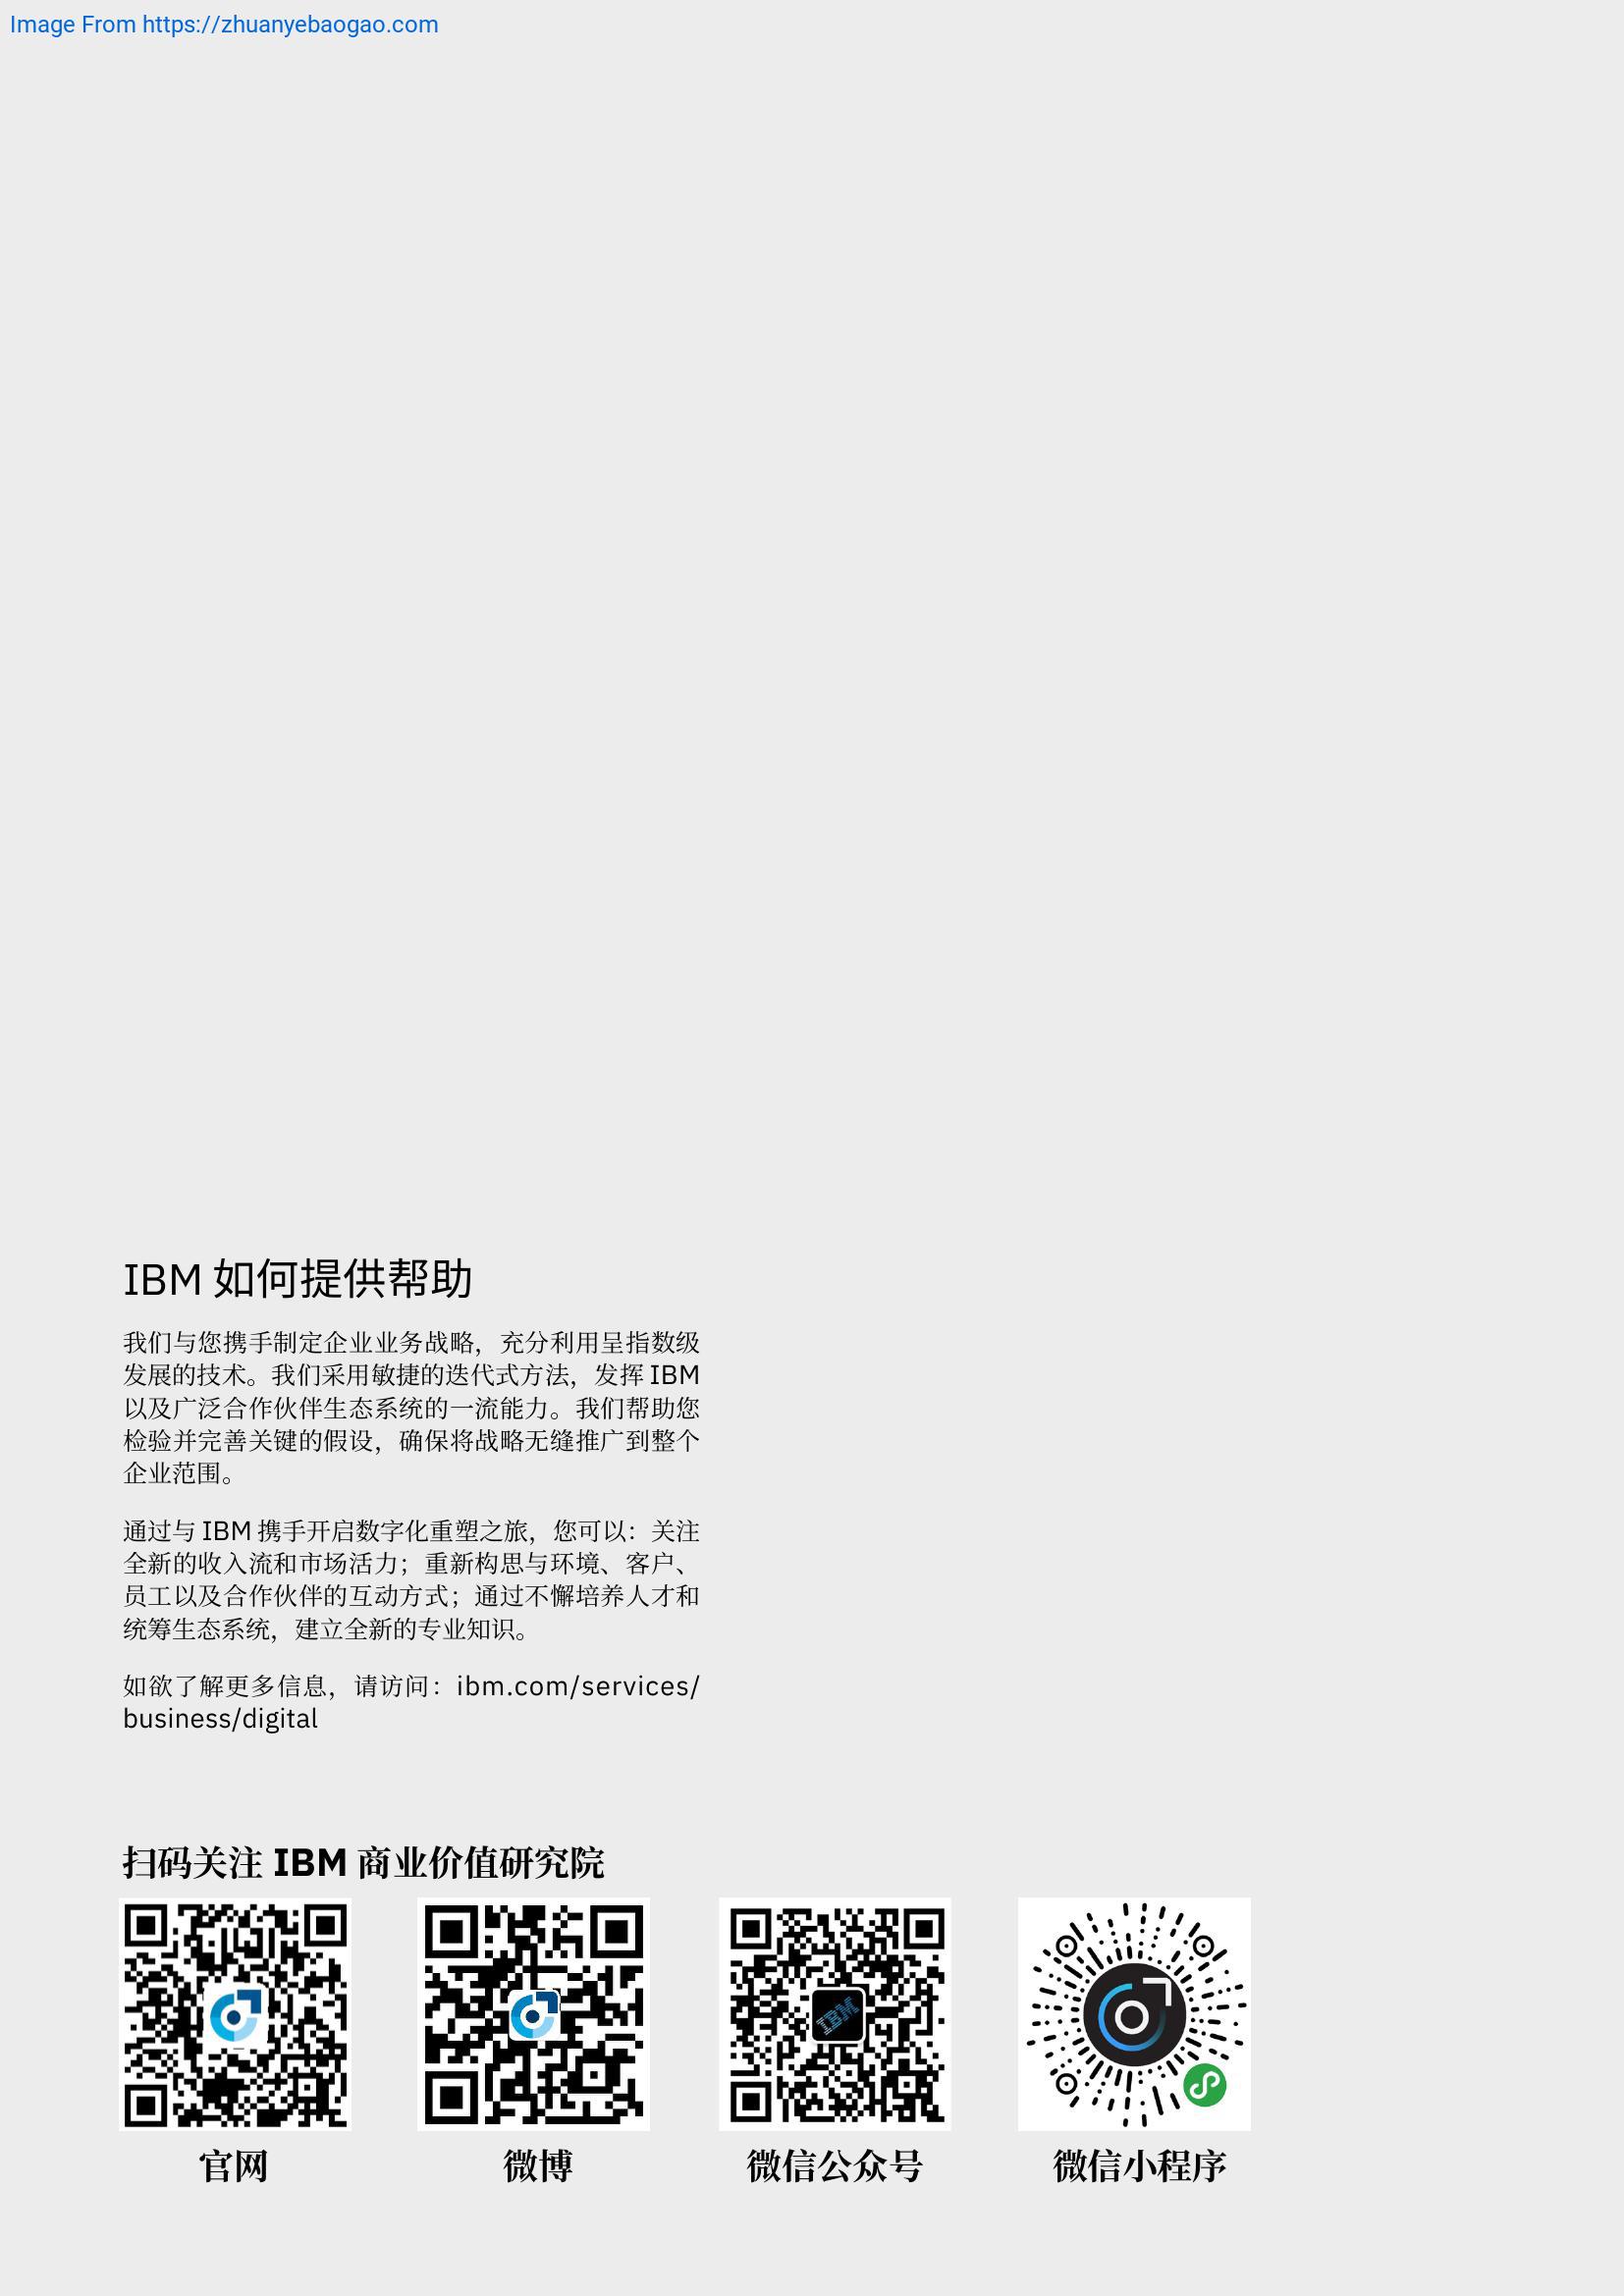 Image From https://zhuanyebaogao.com
IBM 如何提供帮助
我们与您携手制定企业业务战略，充分利用呈指数级
发展的技术。我们采用敏捷的迭代式方法，发挥 IBM
以及广泛合作伙伴生态系统的一流能力。我们帮助您
检验并完善关键的假设，确保将战略无缝推广到整个
企业范围。
通过与 IBM 携手开启数字化重塑之旅，您可以：关注
全新的收入流和市场活力；重新构思与环境、客户、
员工以及合作伙伴的互动方式；通过不懈培养人才和
统筹生态系统，建立全新的专业知识。
如欲了解更多信息，请访问：ibm.com/services/
business/digital
扫码关注 IBM 商业价值研究院
IBM
官网
微博
微信公众号
微信小程序